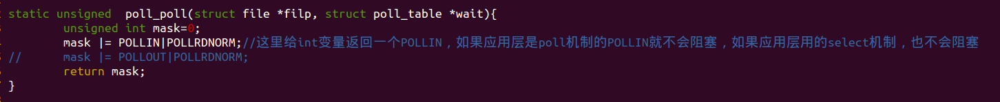 static unsigned  poll_poll(struct file *filp, struct poll_table *wait){
        unsigned int mask=0;
        mask |= POLLIN|POLLRDNORM;//这里给int变量返回一个POLLIN，如果应用层是poll机制的POLLIN就不会阻塞，如果应用层用的select机制，也不会阻塞
//      mask |= POLLOUT|POLLRDNORM;
        return mask;
}